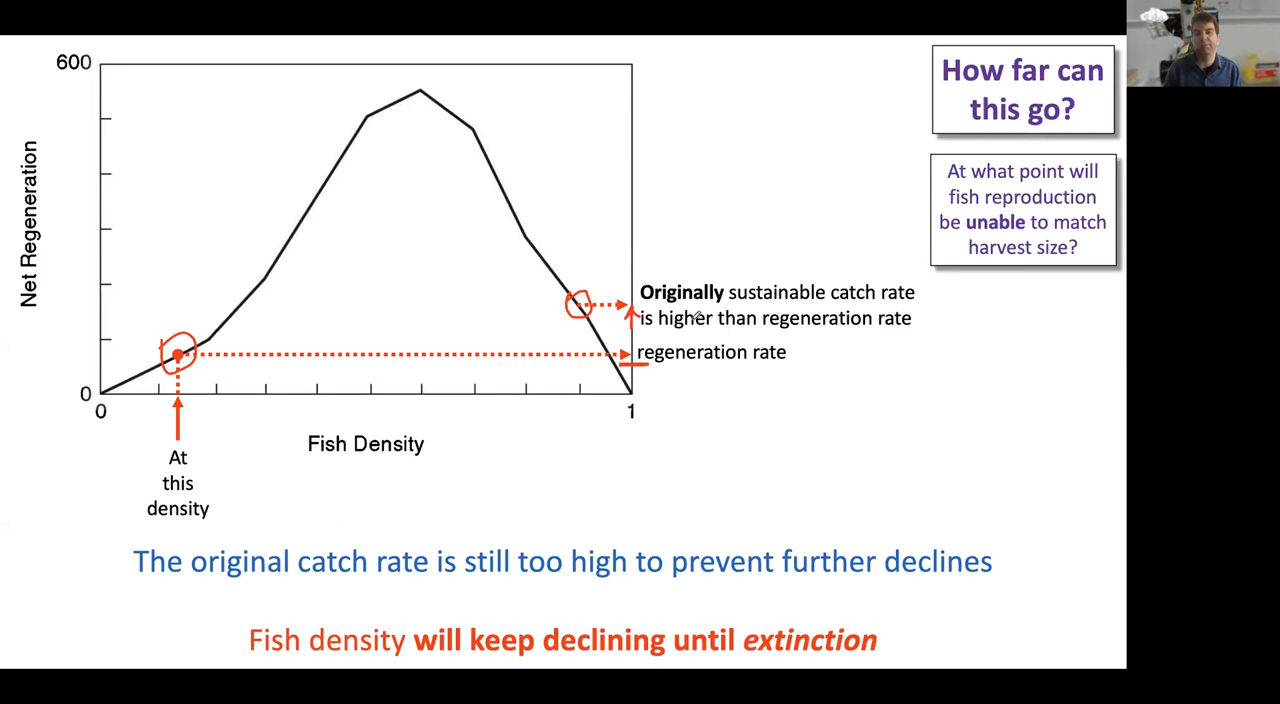 600
Net Regeneration
0
0
1
Fish Density
At
this
density
Originally sustainable catch rate
is higher than regeneration rate
regeneration rate
How far can
this go?
At what point will
fish reproduction
be unable to match
harvest size?
The original catch rate is still too high to prevent further declines
Fish density will keep declining until extinction